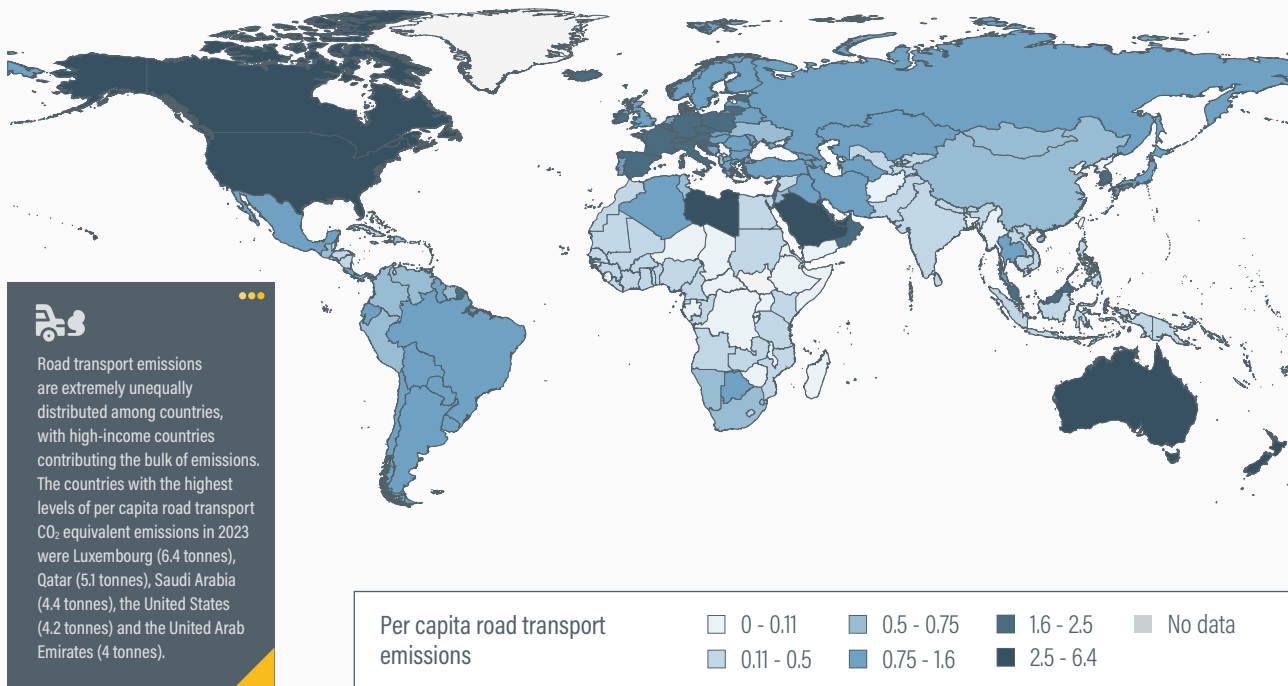 Road transport emissions
are extremely unequally
distributed among countries,
with high-income countries
contributing the bulk of emissions.
The countries with the highest
levels of per capita road transport
CO₂ equivalent emissions in 2023
were Luxembourg (6.4 tonnes),
Qatar (5.1 tonnes), Saudi Arabia
(4.4 tonnes), the United States
(4.2 tonnes) and the United Arab
Emirates (4 tonnes).
Per capita road transport
emissions
0 - 0.11
0.11 - 0.5
0.5 - 0.75
0.75 - 1.6
1.6 - 2.5
2.5 - 6.4
No data